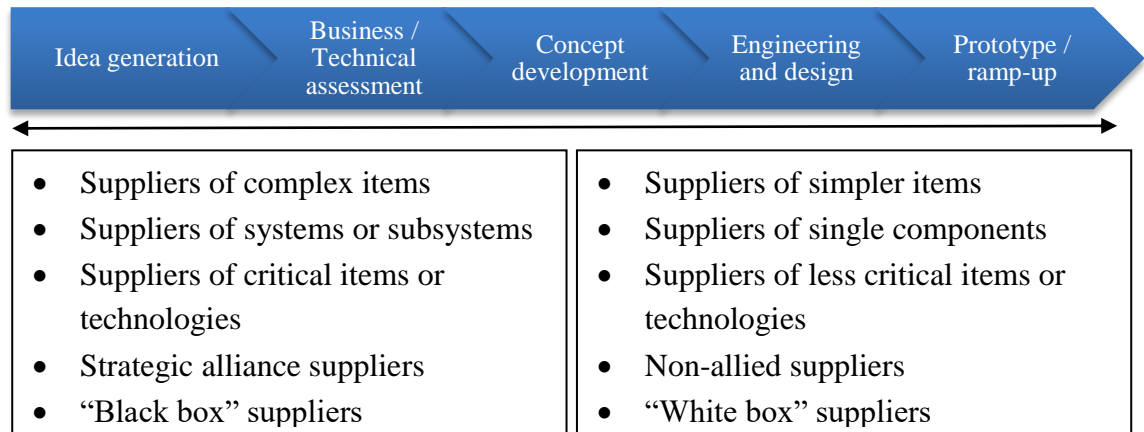 Idea generation
Business /
Technical
assessment
Concept
development
Engineering
and design
Prototype /
ramp-up
• Suppliers of complex items
• Suppliers of systems or subsystems
• Suppliers of critical items or
technologies
• Strategic alliance suppliers
• “Black box” suppliers
• Suppliers of simpler items
• Suppliers of single components
• Suppliers of less critical items or
technologies
• Non-allied suppliers
• “White box” suppliers